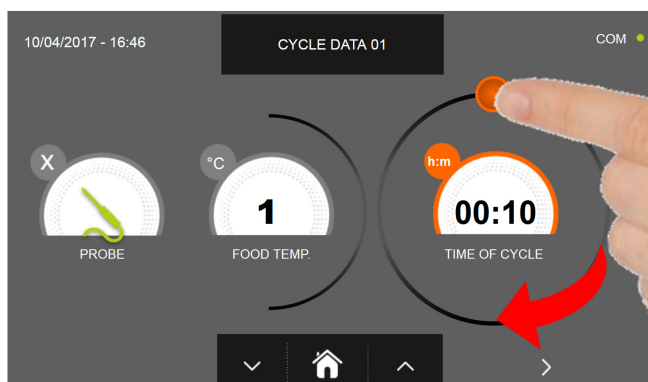 10/04/2017 - 16:46
CYCLE DATA 01
COM
X
PROBE
°C
1
FOOD TEMP.
h:m
00:10
TIME OF CYCLE